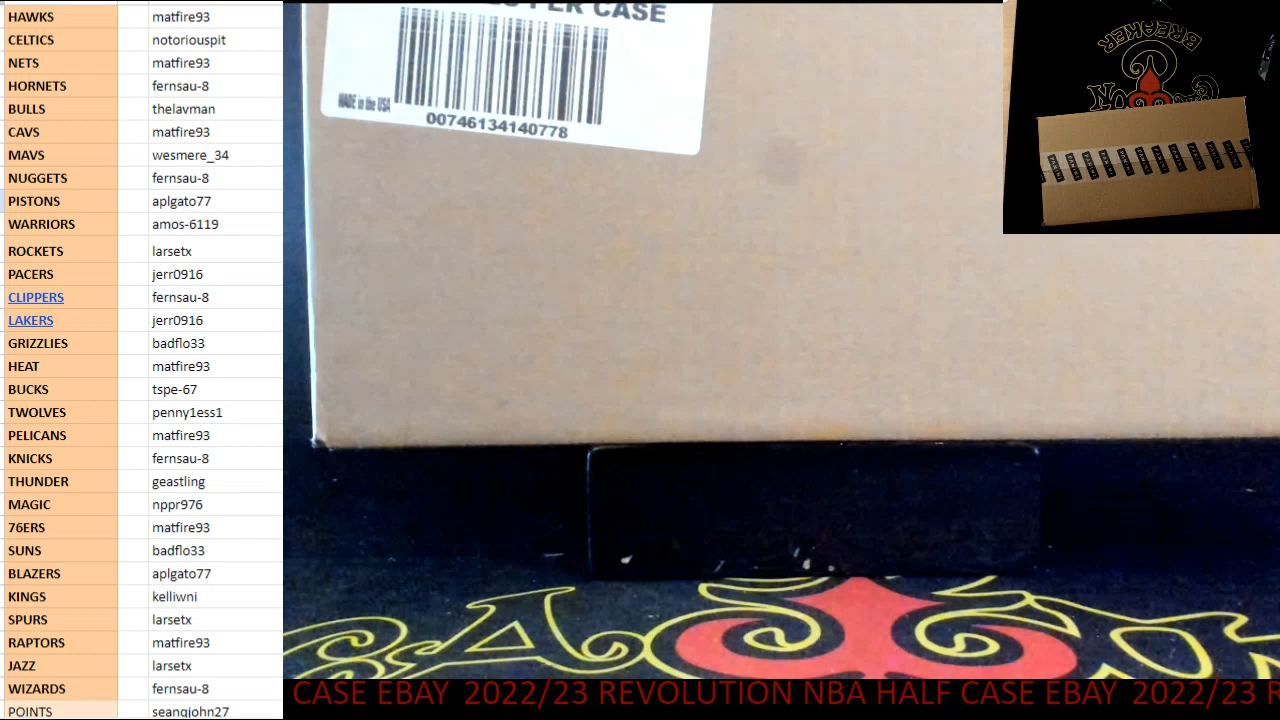 HAWKS matfire93
CELTICS notoriouspit
NETS matfire93
HORNETS fernsau-8
BULLS thelavman
CAVS matfire93
MAVS wesmere_34
NUGGETS fernsau-8
PISTONS aplgato77
WARRIORS amos-6119
ROCKETS larsetx
PACERS jerr0916
CLIPPERS fernsau-8
LAKERS jerr0916
GRIZZLIES badflo33
HEAT matfire93
BUCKS tspe-67
TWOLVES penny1ess1
PELICANS matfire93
KNICKS fernsau-8
THUNDER geastling
MAGIC nppr976
76ERS matfire93
SUNS badflo33
BLAZERS aplgato77
KINGS kelliwni
SPURS larsetx
RAPTORS matfire93
JAZZ larsetx
WIZARDS fernsau-8
POINTS seanqjohn27
PER CASE
MADE in the USA
00746134140778
BREAKER
CASE EBAY 2022/23 REVOLUTION NBA HALF CASE EBAY 2022/23 R